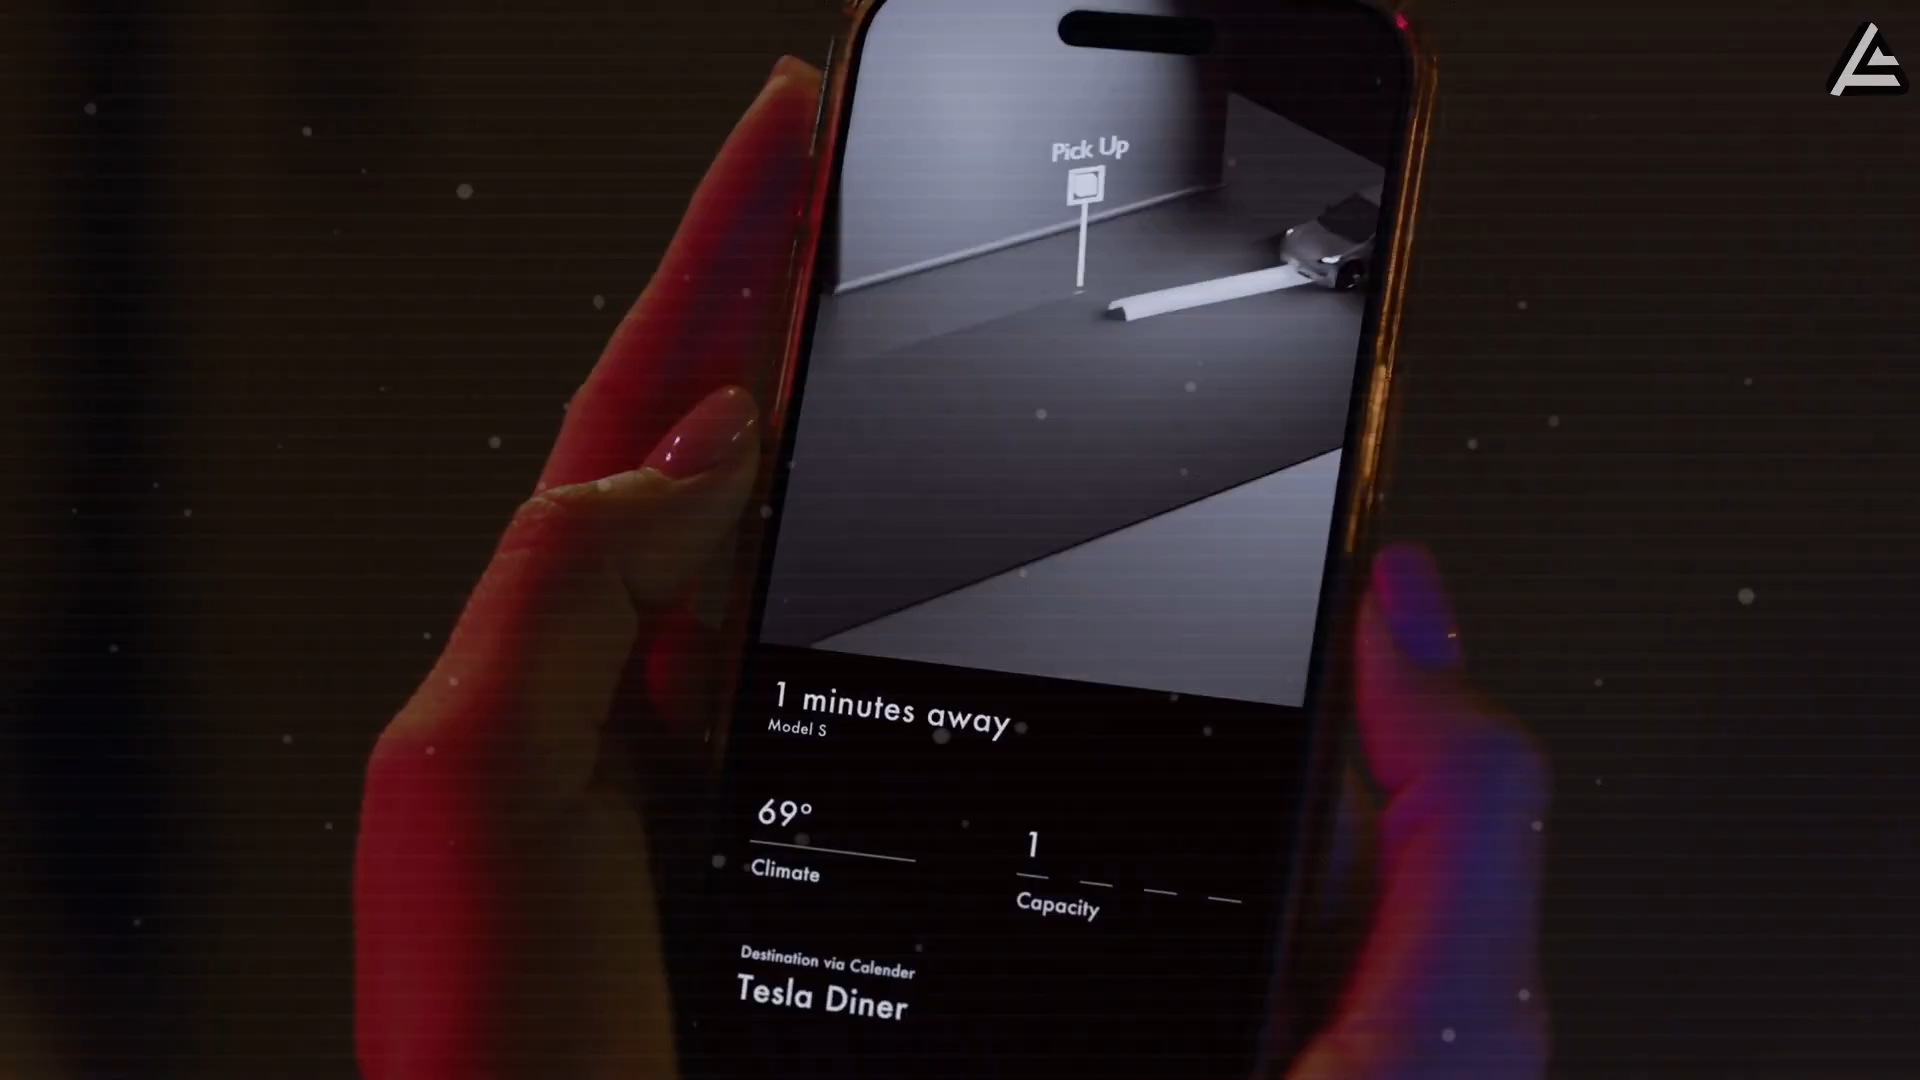 Pick Up
1 minutes away
Model S
69°
Climate
1
Capacity
Destination via Calender
Tesla Diner